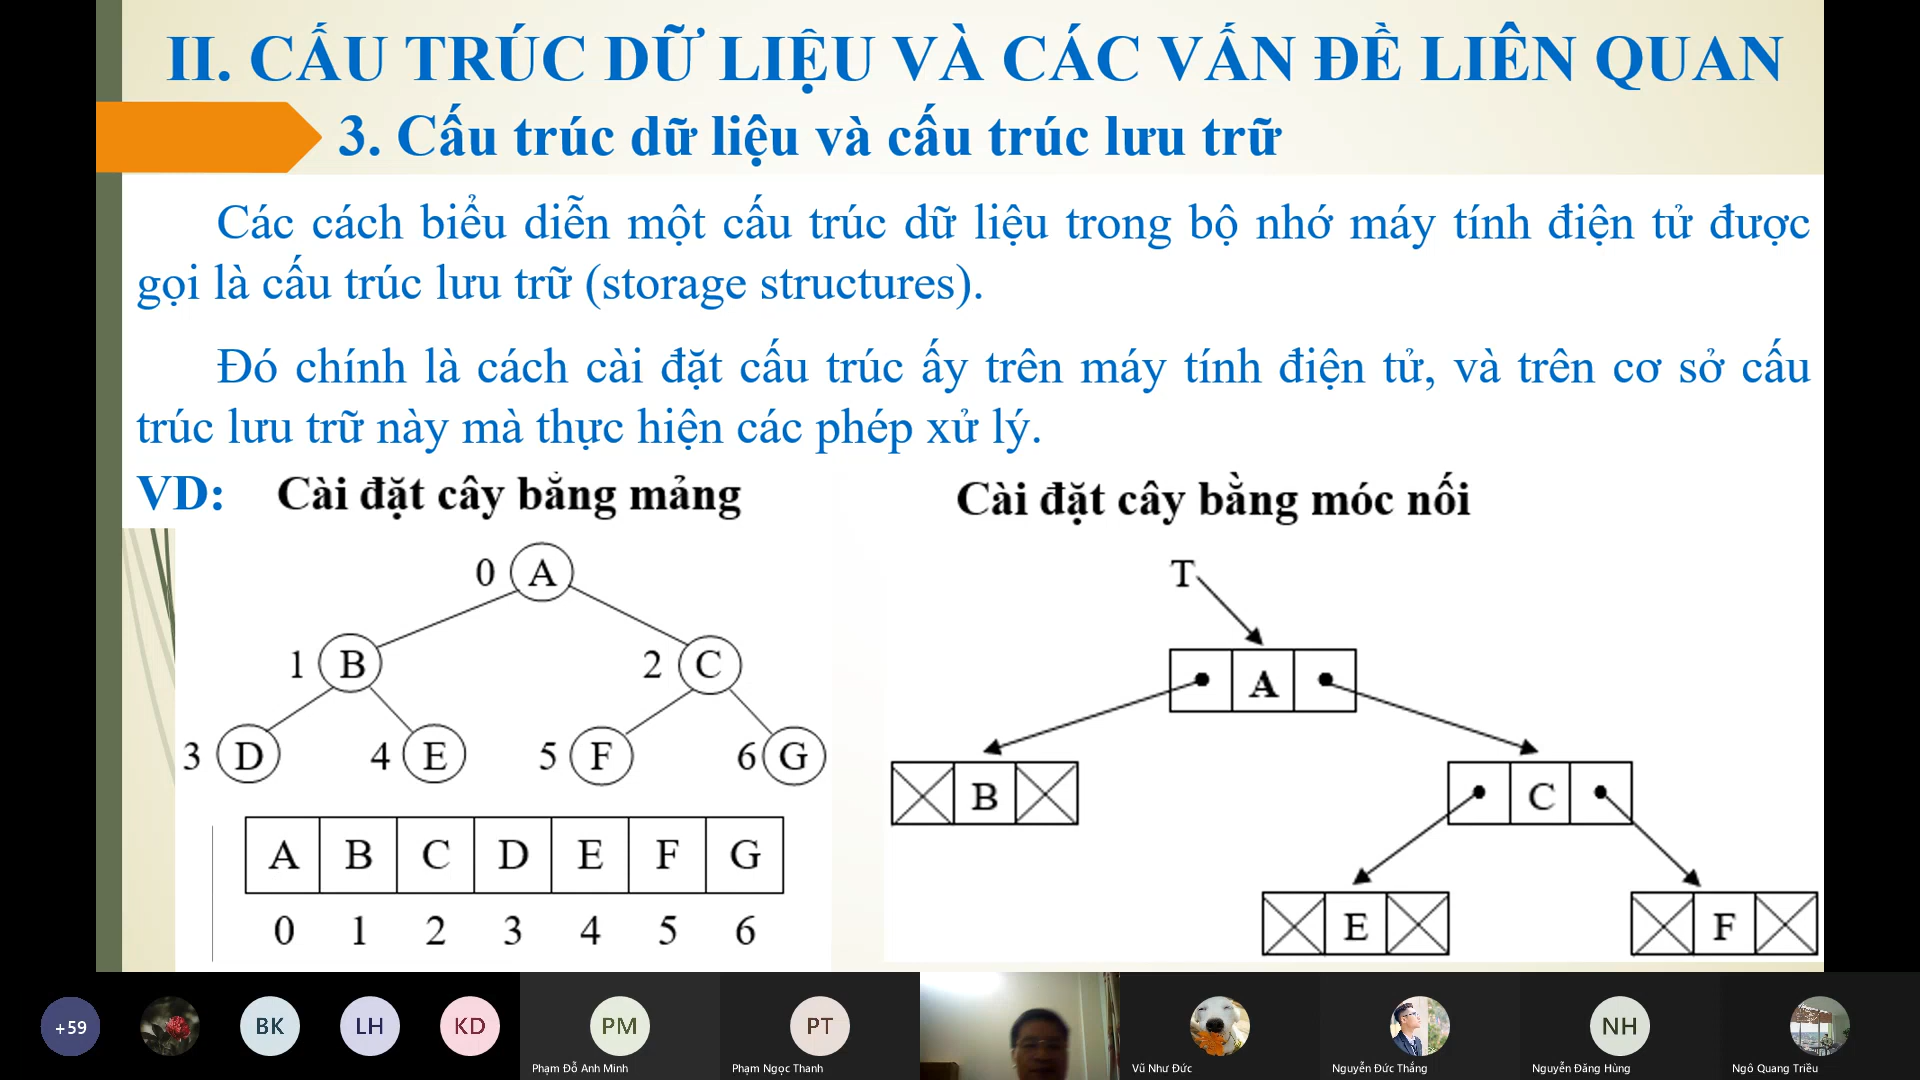 II. CẤU TRÚC DỮ LIỆU VÀ CÁC VẤN ĐỀ LIÊN QUAN
3. Cấu trúc dữ liệu và cấu trúc lưu trữ
Các cách biểu diễn một cấu trúc dữ liệu trong bộ nhớ máy tính điện tử được
gọi là cấu trúc lưu trữ (storage structures).
Đó chính là cách cài đặt cấu trúc ấy trên máy tính điện tử, và trên cơ sở cấu
trúc lưu trữ này mà thực hiện các phép xử lý.
VD: Cài đặt cây bằng mảng
0 A
1 B 2 C
3 D 4 E 5 F 6 G
A B C D E F G
0 1 2 3 4 5 6
Cài đặt cây bằng móc nối
T
A
B C
E F
+59 BK LH KD PM PT NH
Phạm Đỗ Anh Minh Phạm Ngọc Thanh Vũ Như Đức Nguyễn Đức Thắng Nguyễn Đăng Hùng Ngô Quang Triều